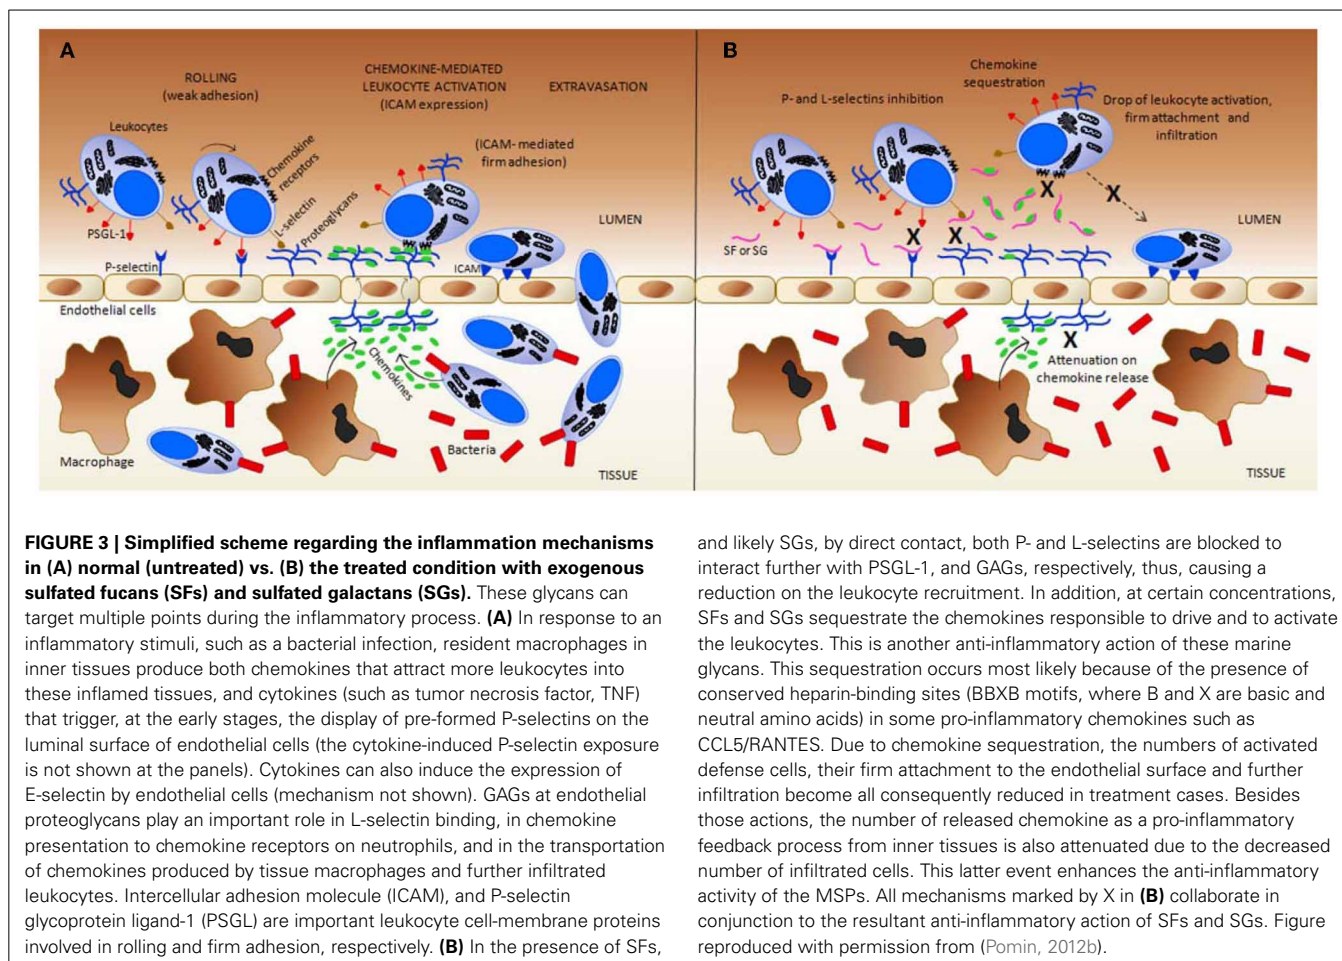 A
ROLLING
(weak adhesion)
CHEMOKINE-MEDIATED
LEUKOCYTE ACTIVATION
(ICAM expression)
EXTRAVASATION
Leukocytes
Chemokine
receptors
(ICAM- mediated
firm adhesion)
L-selectin
Proteoglycans
PSGL-1
LUMEN
P-selectin
ICAM
Endothelial cells
Chemokines
Bacteria
Macrophage
TISSUE
B
Chemokine
sequestration
P- and L-selectins inhibition
Drop of leukocyte activation,
firm attachment and
infiltration
X
X
LUMEN
SF or SG
X
X
X
Attenuation on
chemokine release
TISSUE
FIGURE 3 | Simplified scheme regarding the inflammation mechanisms
in (A) normal (untreated) vs. (B) the treated condition with exogenous
sulfated fucans (SFs) and sulfated galactans (SGs). These glycans can
target multiple points during the inflammatory process. (A) In response to an
inflammatory stimuli, such as a bacterial infection, resident macrophages in
inner tissues produce both chemokines that attract more leukocytes into
these inflamed tissues, and cytokines (such as tumor necrosis factor, TNF)
that trigger, at the early stages, the display of pre-formed P-selectins on the
luminal surface of endothelial cells (the cytokine-induced P-selectin exposure
is not shown at the panels). Cytokines can also induce the expression of
E-selectin by endothelial cells (mechanism not shown). GAGs at endothelial
proteoglycans play an important role in L-selectin binding, in chemokine
presentation to chemokine receptors on neutrophils, and in the transportation
of chemokines produced by tissue macrophages and further infiltrated
leukocytes. Intercellular adhesion molecule (ICAM), and P-selectin
glycoprotein ligand-1 (PSGL) are important leukocyte cell-membrane proteins
involved in rolling and firm adhesion, respectively. (B) In the presence of SFs,
and likely SGs, by direct contact, both P- and L-selectins are blocked to
interact further with PSGL-1, and GAGs, respectively, thus, causing a
reduction on the leukocyte recruitment. In addition, at certain concentrations,
SFs and SGs sequestrate the chemokines responsible to drive and to activate
the leukocytes. This is another anti-inflammatory action of these marine
glycans. This sequestration occurs most likely because of the presence of
conserved heparin-binding sites (BBXB motifs, where B and X are basic and
neutral amino acids) in some pro-inflammatory chemokines such as
CCL5/RANTES. Due to chemokine sequestration, the numbers of activated
defense cells, their firm attachment to the endothelial surface and further
infiltration become all consequently reduced in treatment cases. Besides
those actions, the number of released chemokine as a pro-inflammatory
feedback process from inner tissues is also attenuated due to the decreased
number of infiltrated cells. This latter event enhances the anti-inflammatory
activity of the MSPs. All mechanisms marked by X in (B) collaborate in
conjunction to the resultant anti-inflammatory action of SFs and SGs. Figure
reproduced with permission from (Pomin, 2012b).